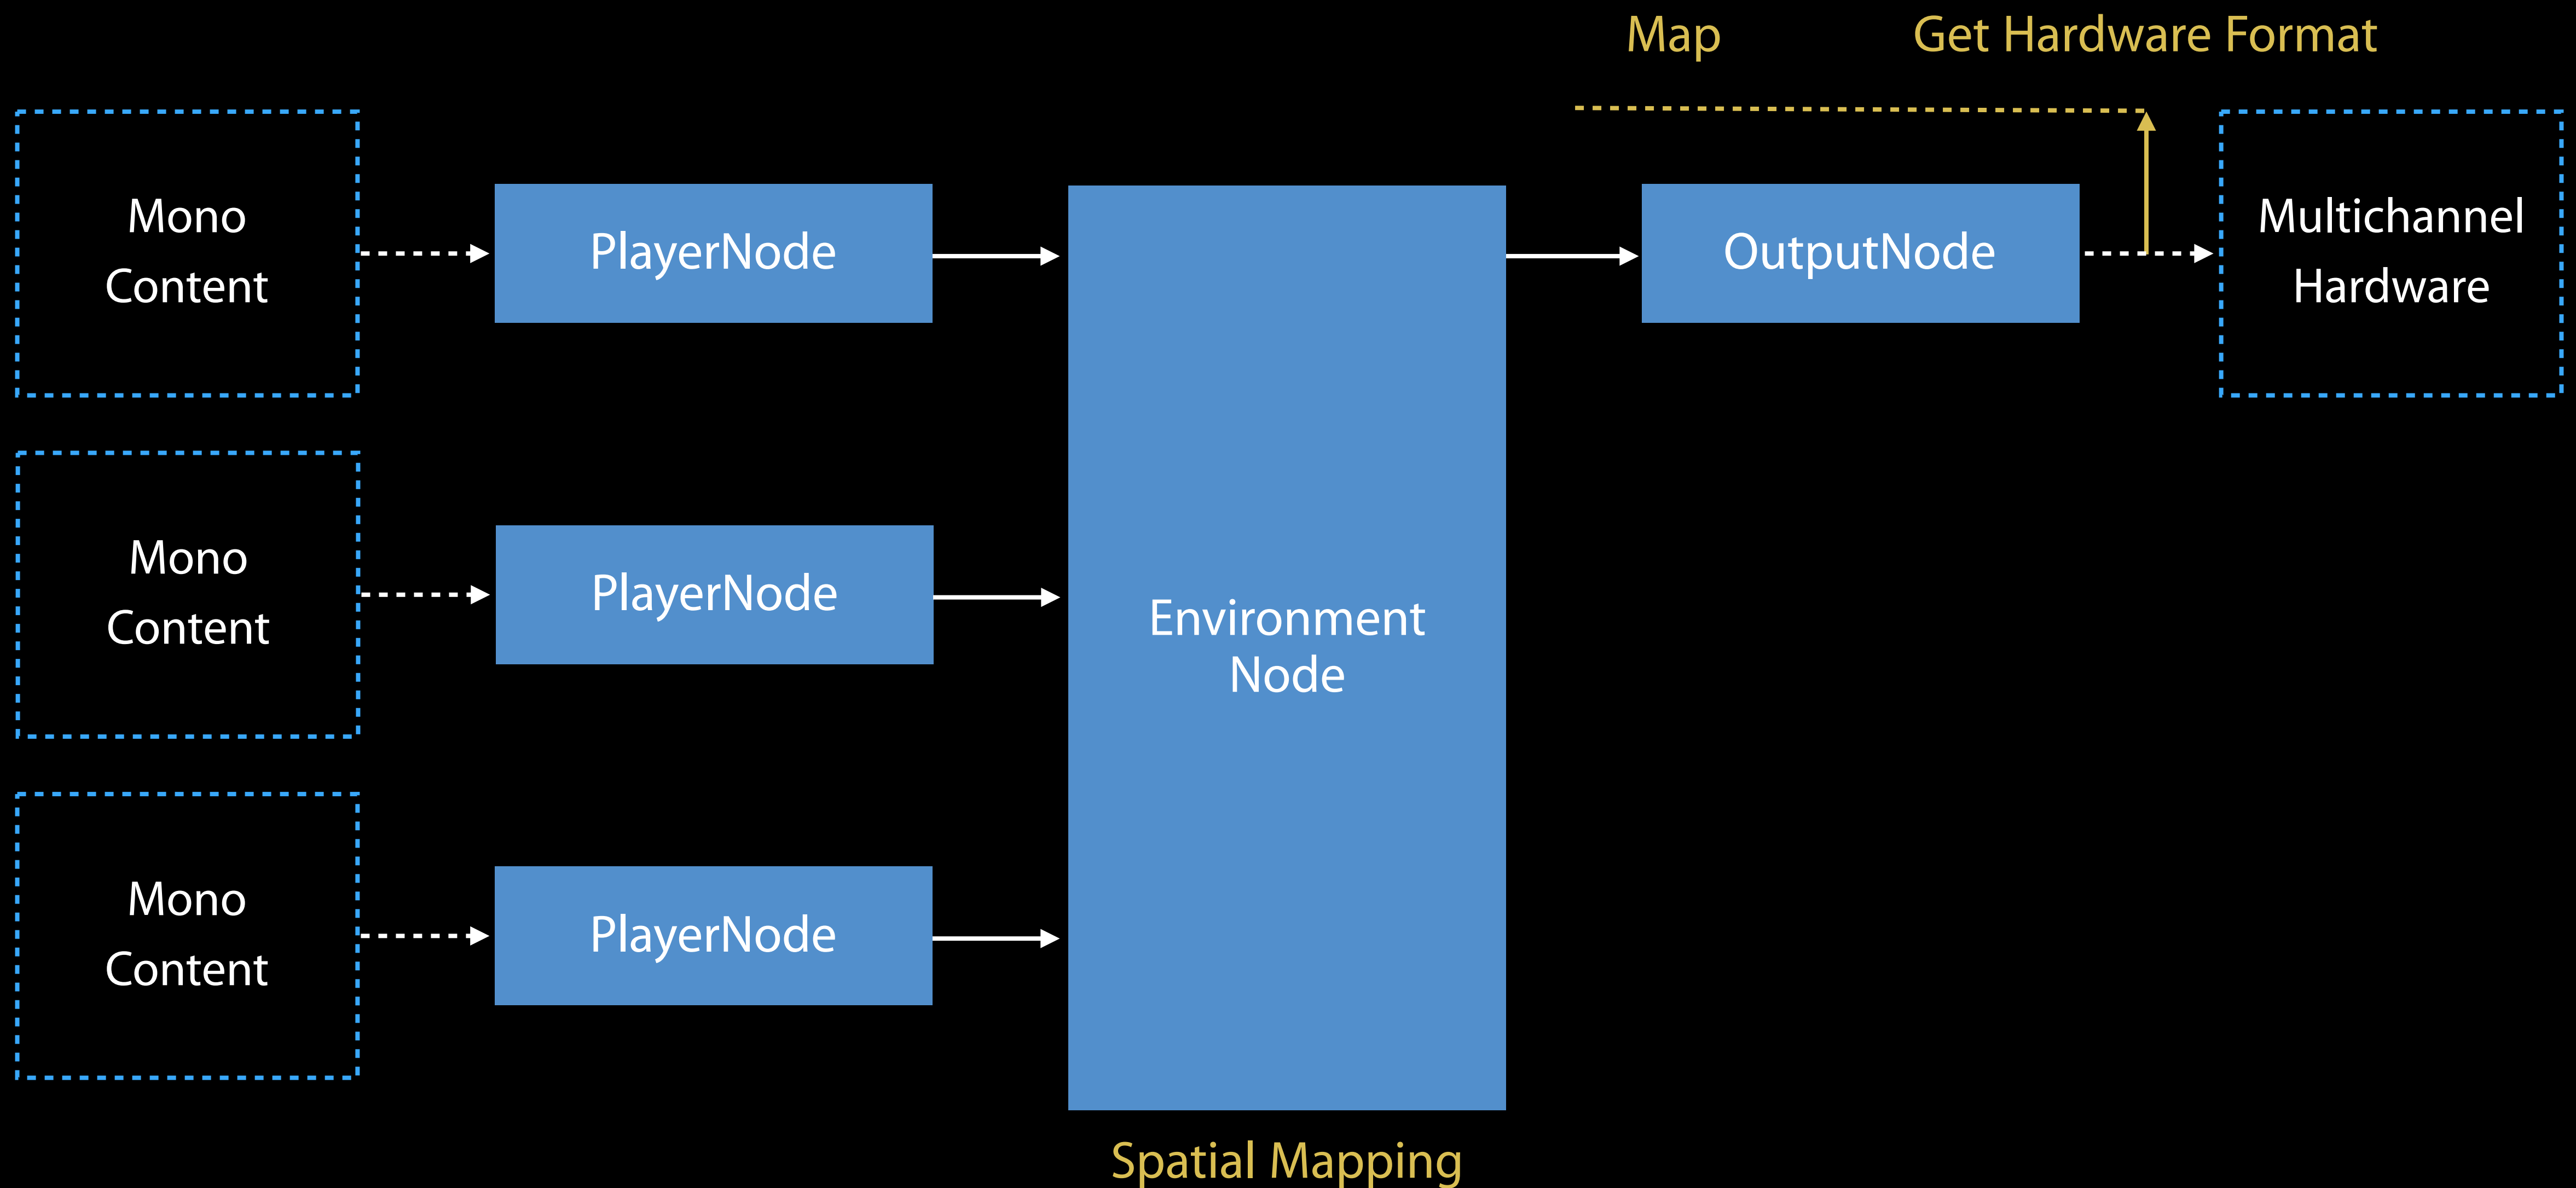 Map
Get Hardware Format
Mono
Content
PlayerNode
OutputNode
Multichannel
Hardware
Mono
Content
PlayerNode
Environment
Node
Mono
Content
PlayerNode
Spatial Mapping